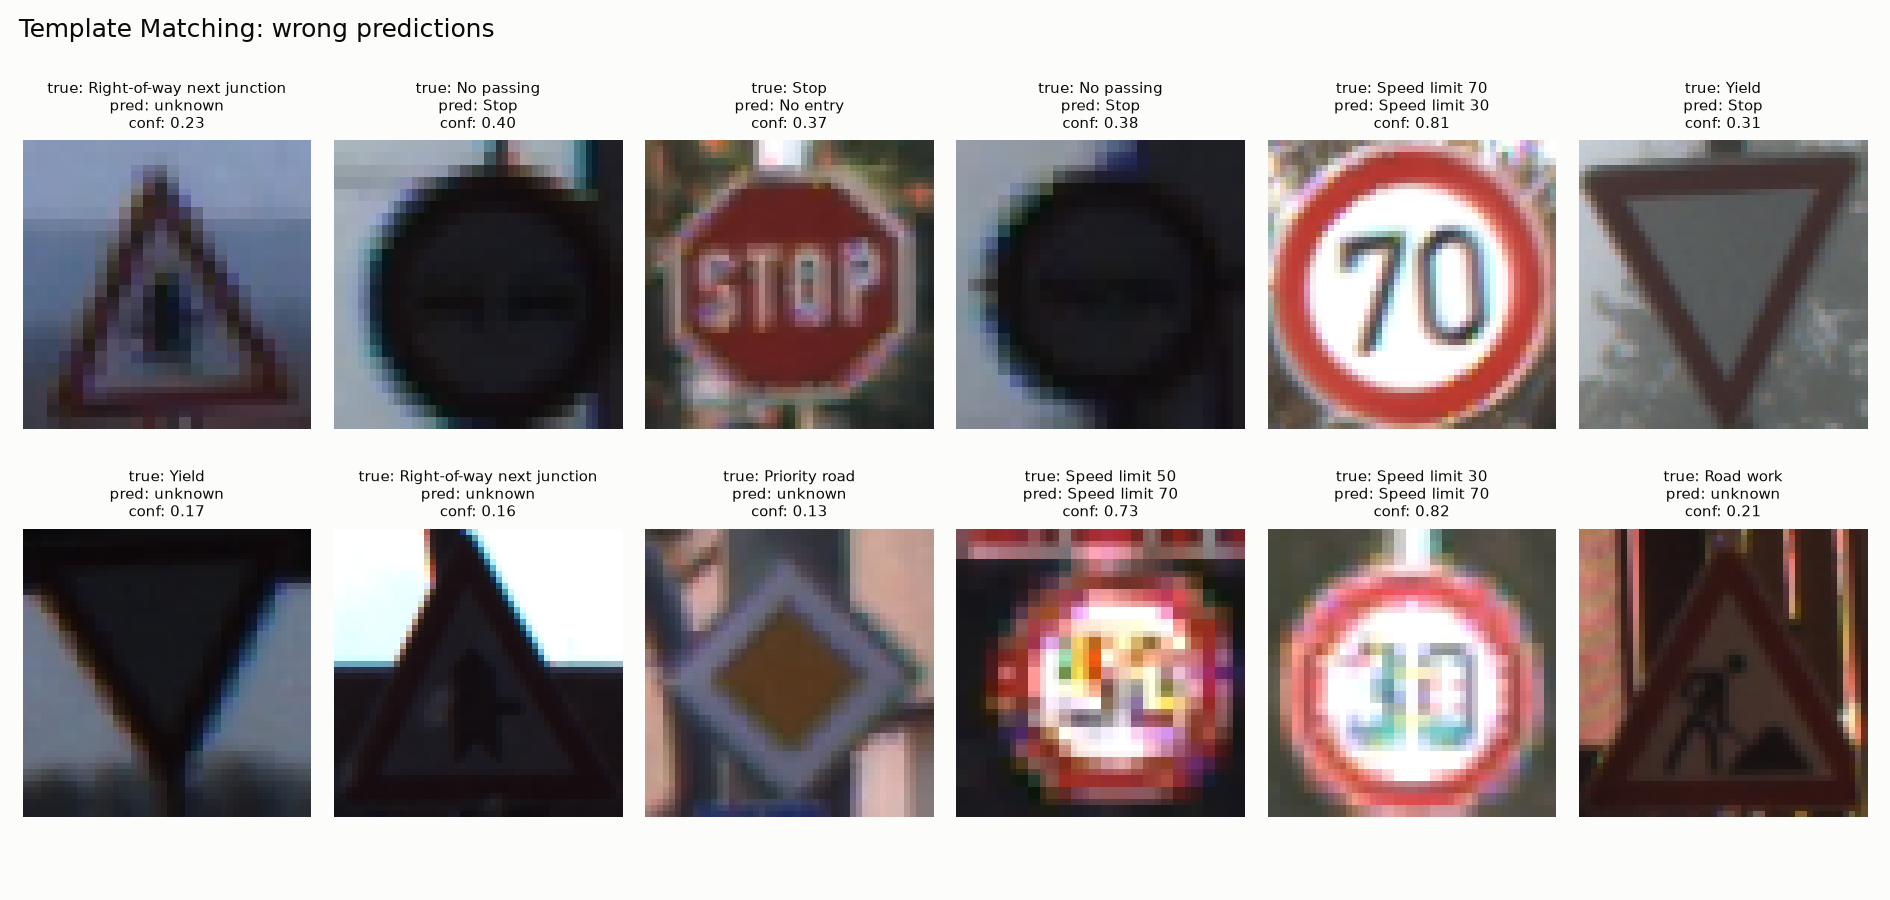 Template Matching: wrong predictions
true: Right-of-way next junction
pred: unknown
conf: 0.23
true: No passing
pred: Stop
conf: 0.40
true: Stop
pred: No entry
conf: 0.37
true: No passing
pred: Stop
conf: 0.38
true: Speed limit 70
pred: Speed limit 30
conf: 0.81
true: Yield
pred: Stop
conf: 0.31
STOP
70
true: Yield
pred: unknown
conf: 0.17
true: Right-of-way next junction
pred: unknown
conf: 0.16
true: Priority road
pred: unknown
conf: 0.13
true: Speed limit 50
pred: Speed limit 70
conf: 0.73
true: Speed limit 30
pred: Speed limit 70
conf: 0.82
true: Road work
pred: unknown
conf: 0.21
30